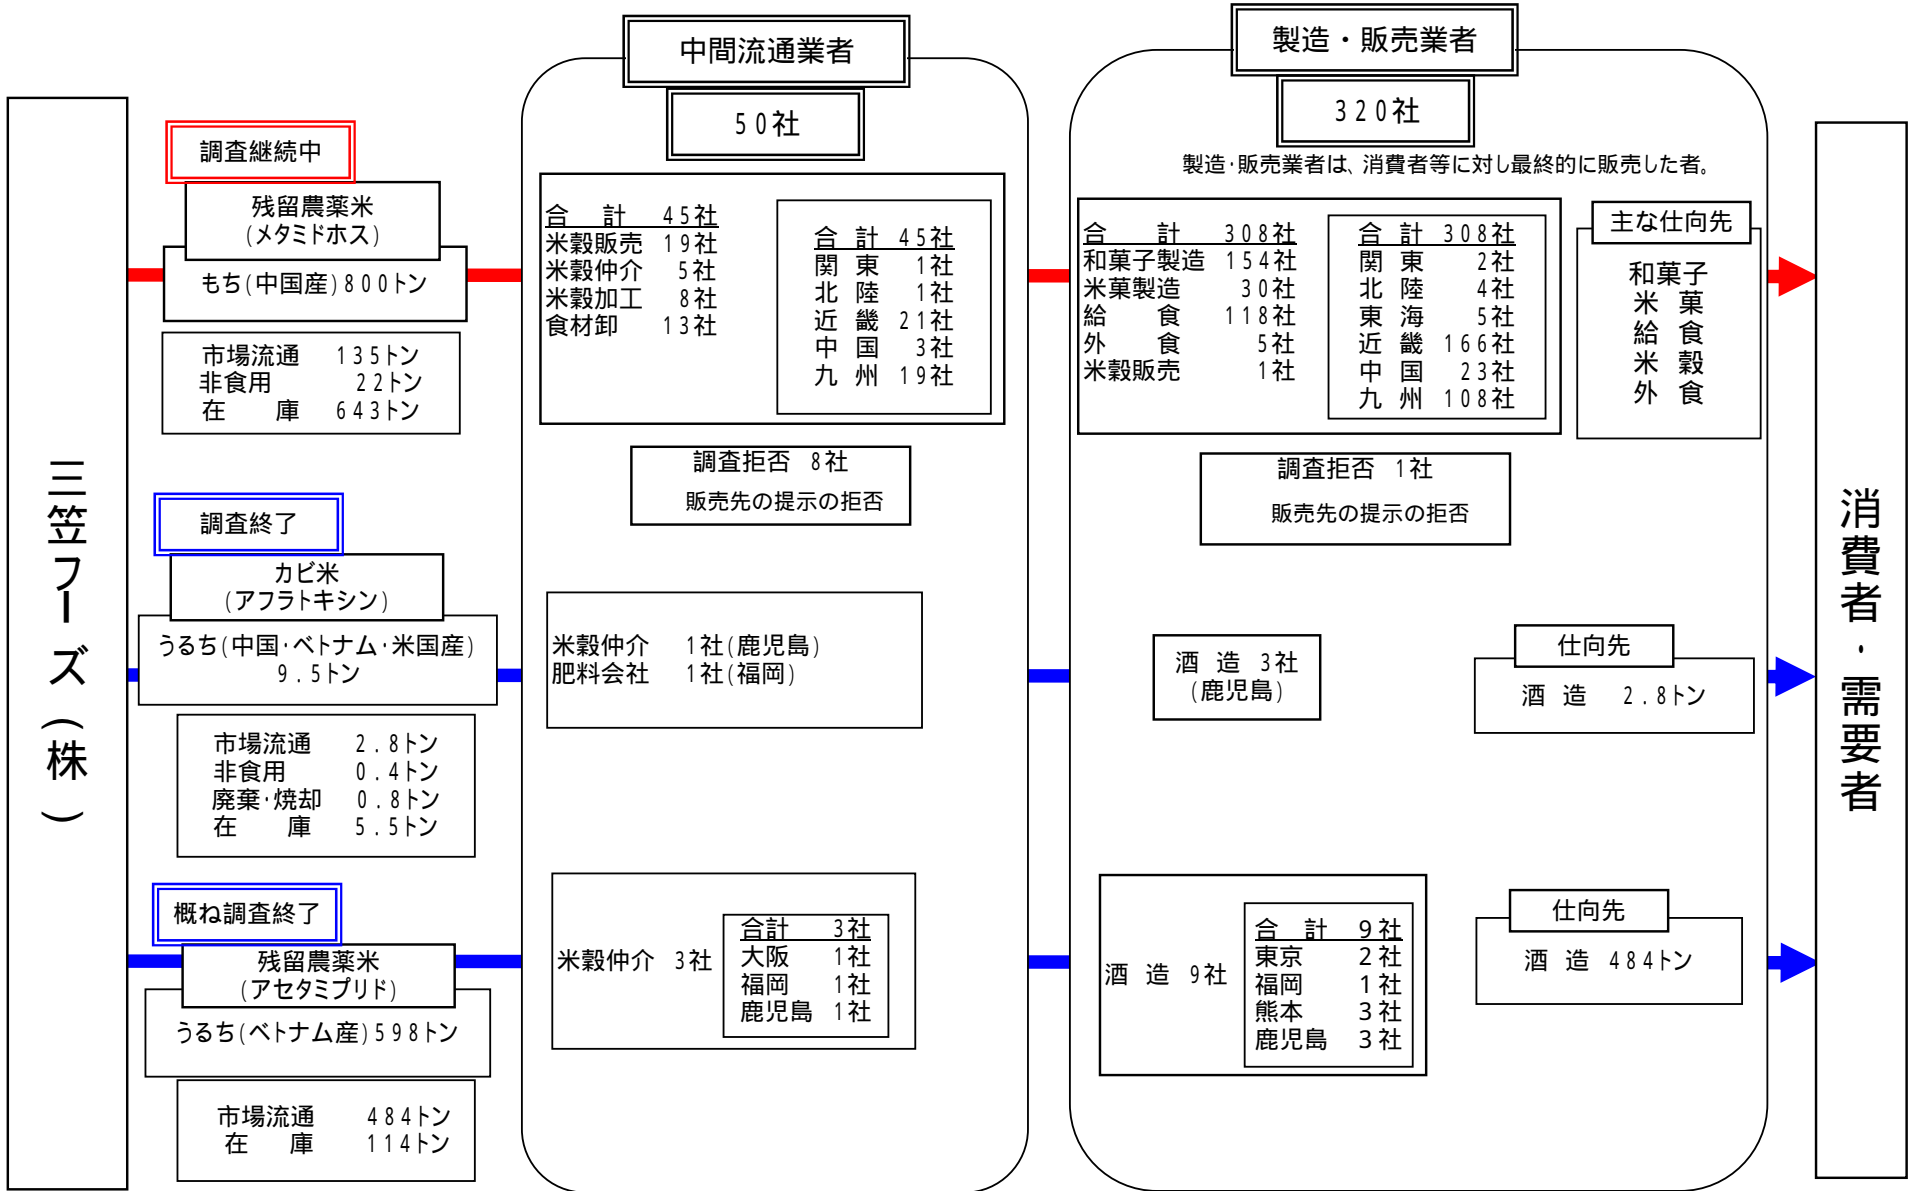 三笠フーズ(株)
調査継続中
残留農薬米
(メタミドホス)
もち(中国産)800トン
市場流通 135トン
非食用 22トン
在 庫 643トン
調査終了
カビ米
(アフラトキシン)
うるち(中国・ベトナム・米国産)
9.5トン
市場流通 2.8トン
非食用 0.4トン
廃棄・焼却 0.8トン
在 庫 5.5トン
概ね調査終了
残留農薬米
(アセタミプリド)
うるち(ベトナム産)598トン
市場流通 484トン
在 庫 114トン
中間流通業者
50社
合 計 45社
米穀販売 19社
米穀仲介 5社
米穀加工 8社
食材卸 13社
合 計 45社
関 東 1社
北 陸 1社
近 畿 21社
中 国 3社
九 州 19社
調査拒否 8社
販売先の提示の拒否
米穀仲介 1社(鹿児島)
肥料会社 1社(福岡)
米穀仲介 3社
合計 3社
大阪 1社
福岡 1社
鹿児島 1社
製造・販売業者
320社
製造・販売業者は、消費者等に対し最終的に販売した者。
合 計 308社
和菓子製造 154社
米菓製造 30社
給 食 118社
外 食 5社
米穀販売 1社
合 計 308社
関 東 2社
北 陸 4社
東 海 5社
近 畿 166社
中 国 23社
九 州 108社
主な仕向先
和菓子
米 菓
給 食
米 穀
外 食
調査拒否 1社
販売先の提示の拒否
酒 造 3社
(鹿児島)
仕向先
酒 造 2.8トン
酒 造 9社
合 計 9社
東京 2社
福岡 1社
熊本 3社
鹿児島 3社
仕向先
酒 造 484トン
消費者・需要者